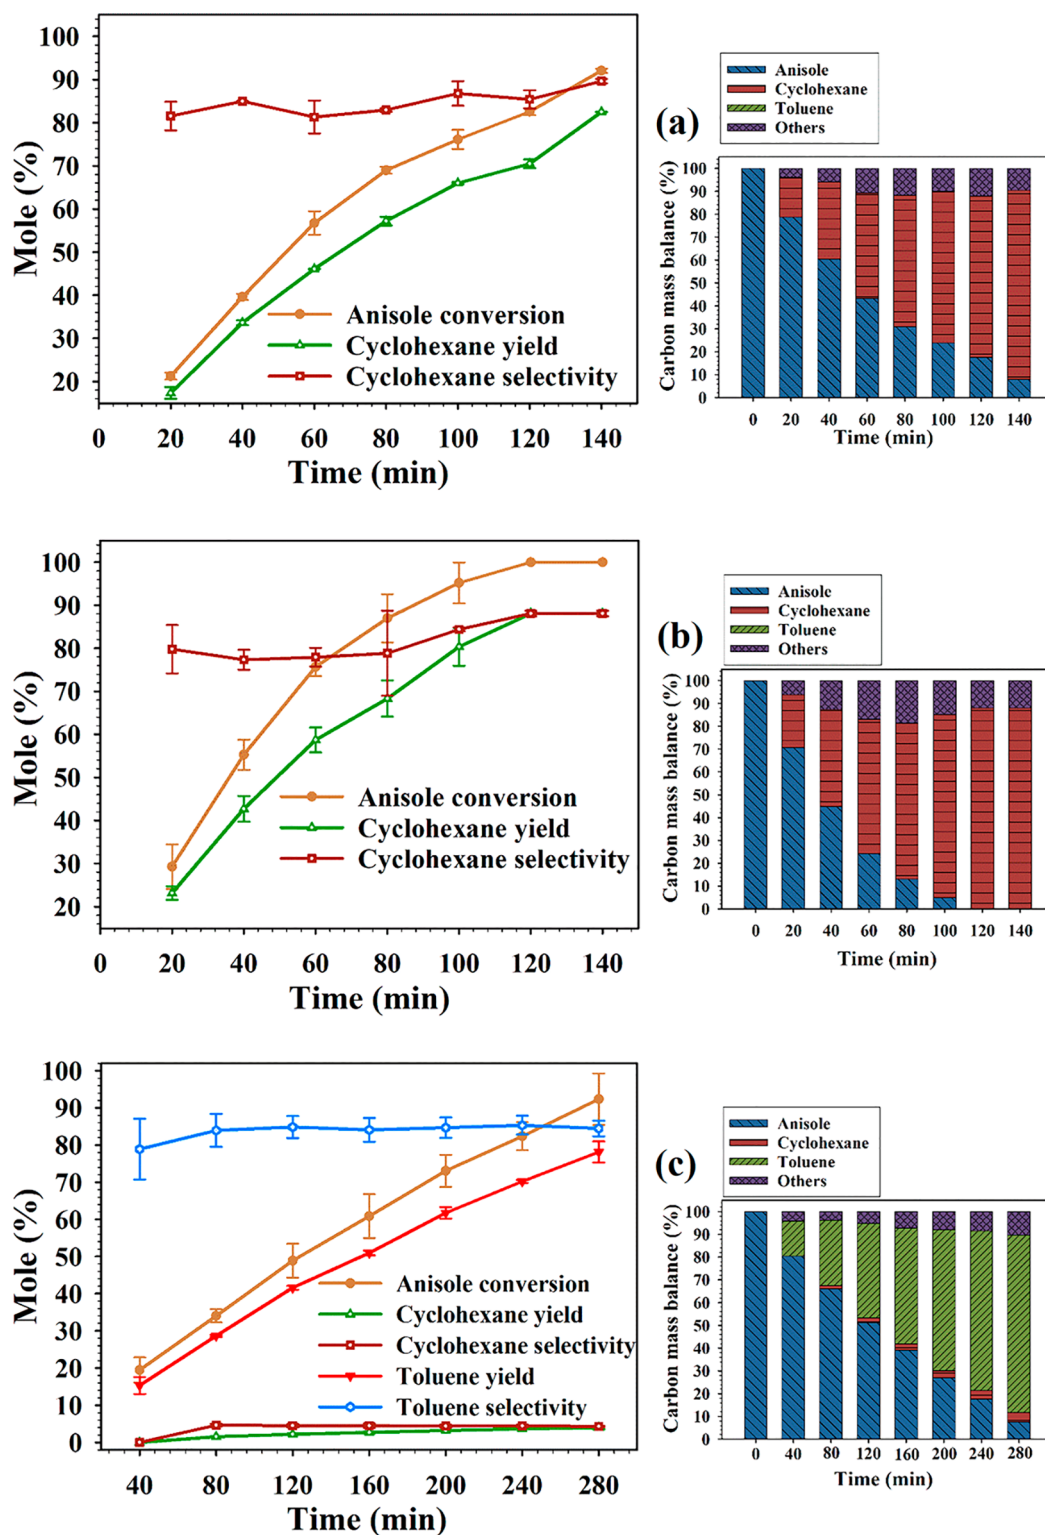 100
90
80
70
60
50
40
30
20
Mole (%)
Anisole conversion
Cyclohexane yield
Cyclohexane selectivity
0 20 40 60 80 100 120 140
Time (min)
(a)
Anisole
Cyclohexane
Toluene
Others
100
90
80
70
60
50
40
30
20
10
0
Carbon mass balance (%)
0 20 40 60 80 100 120 140
Time (min)
100
90
80
70
60
50
40
30
20
Mole (%)
Anisole conversion
Cyclohexane yield
Cyclohexane selectivity
0 20 40 60 80 100 120 140
Time (min)
(b)
Anisole
Cyclohexane
Toluene
Others
100
90
80
70
60
50
40
30
20
10
0
Carbon mass balance (%)
0 20 40 60 80 100 120 140
Time (min)
100
90
80
70
60
50
40
30
20
10
0
Mole (%)
Anisole conversion
Cyclohexane yield
Cyclohexane selectivity
Toluene yield
Toluene selectivity
40 80 120 160 200 240 280
Time (min)
(c)
Anisole
Cyclohexane
Toluene
Others
100
90
80
70
60
50
40
30
20
10
0
Carbon mass balance (%)
0 40 80 120 160 200 240 280
Time (min)